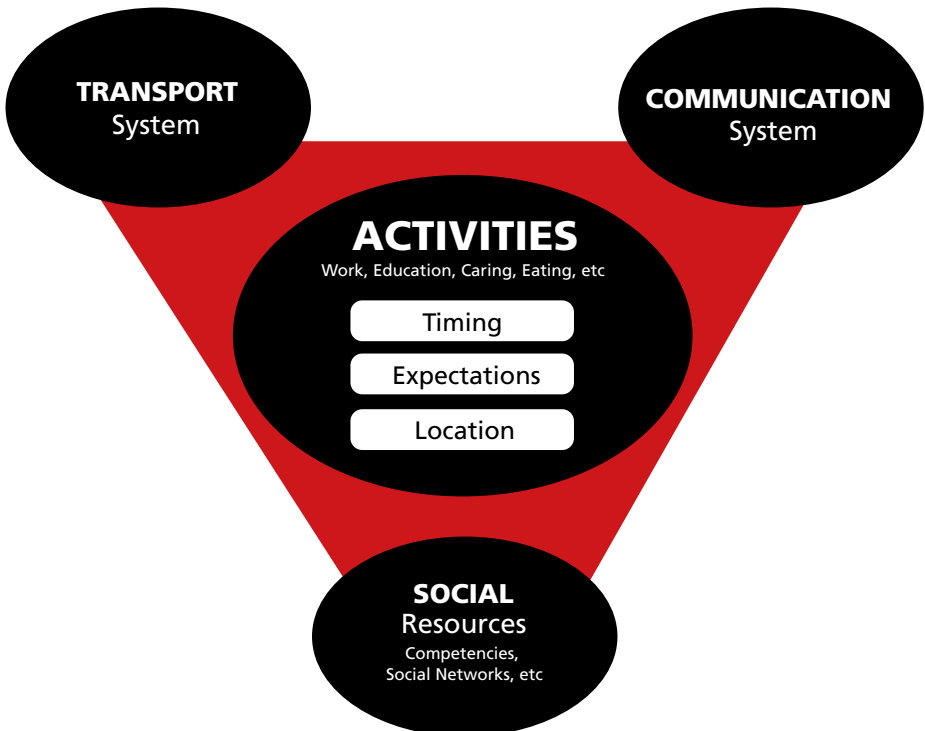 TRANSPORT
System
COMMUNICATION
System
ACTIVITIES
Work, Education, Caring, Eating, etc
Timing
Expectations
Location
SOCIAL
Resources
Competencies,
Social Networks, etc